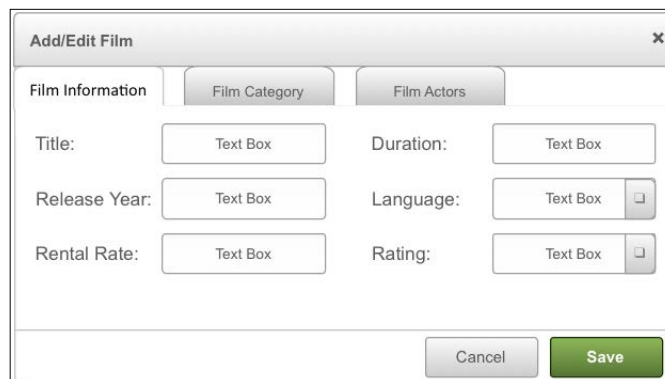 Add/Edit Film ×
Film Information Film Category Film Actors
Title: Text Box Duration: Text Box
Release Year: Text Box Language: Text Box
Rental Rate: Text Box Rating: Text Box
Cancel Save